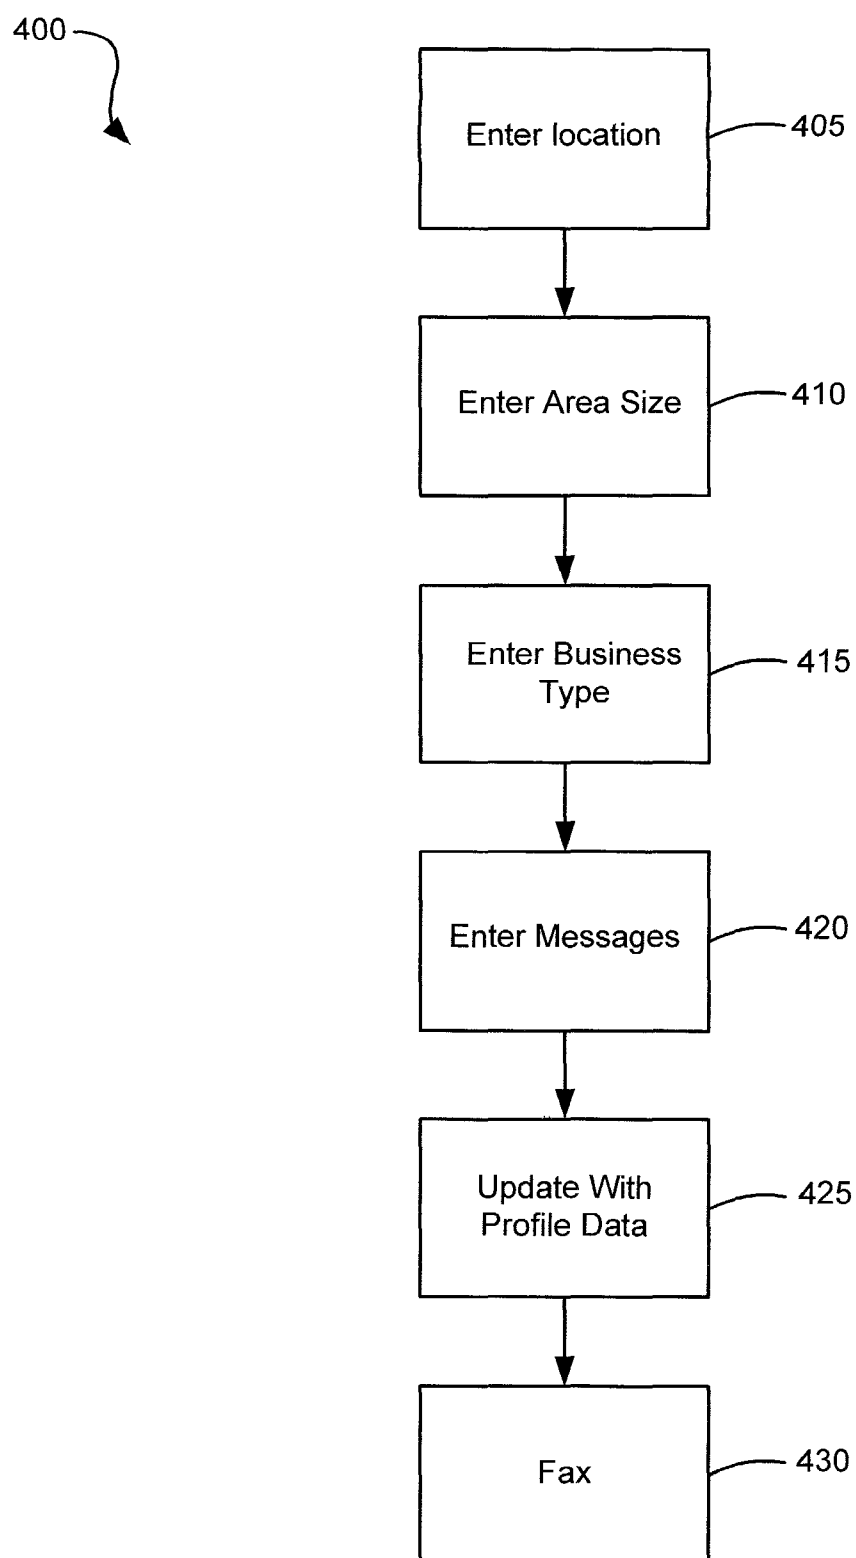 400
Enter location
405
Enter Area Size
410
Enter Business
Type
415
Enter Messages
420
Update With
Profile Data
425
Fax
430